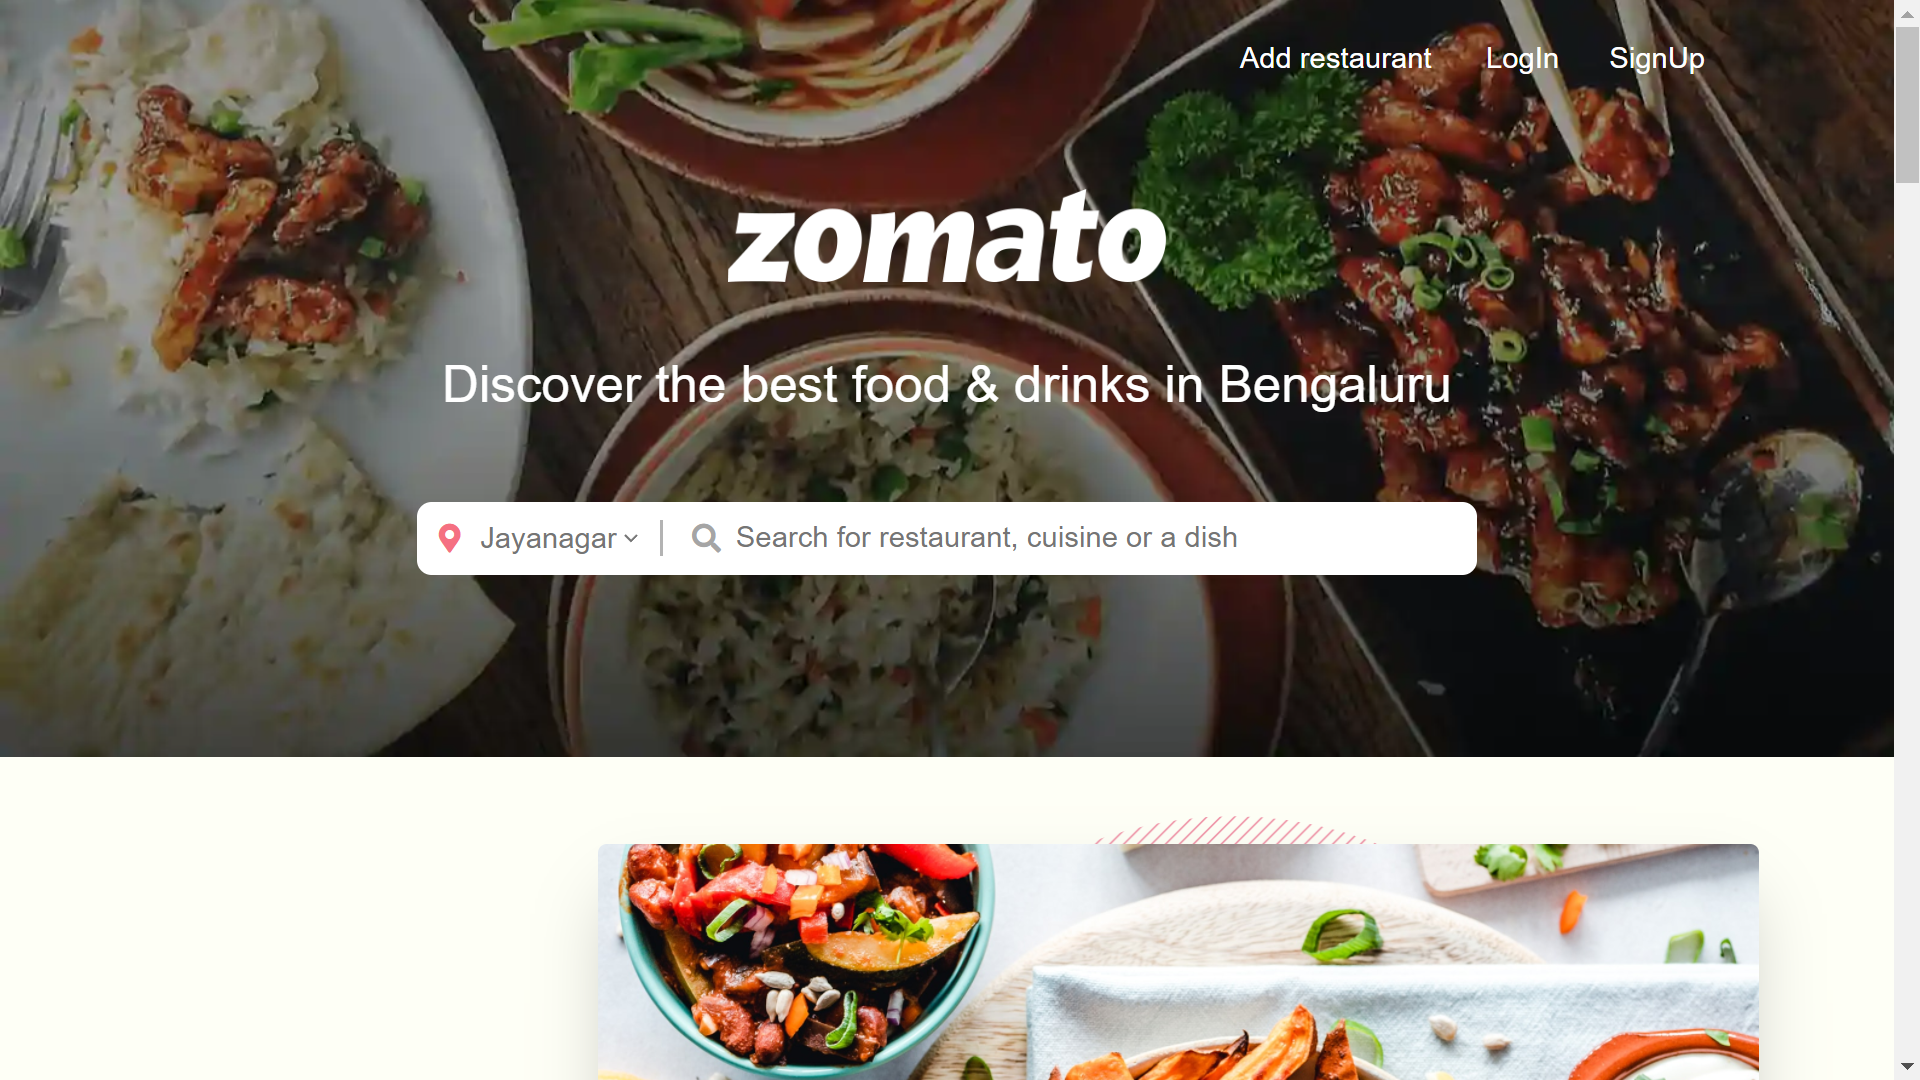 Add restaurant LogIn SignUp
zomato
Discover the best food & drinks in Bengaluru
Jayanagar Search for restaurant, cuisine or a dish